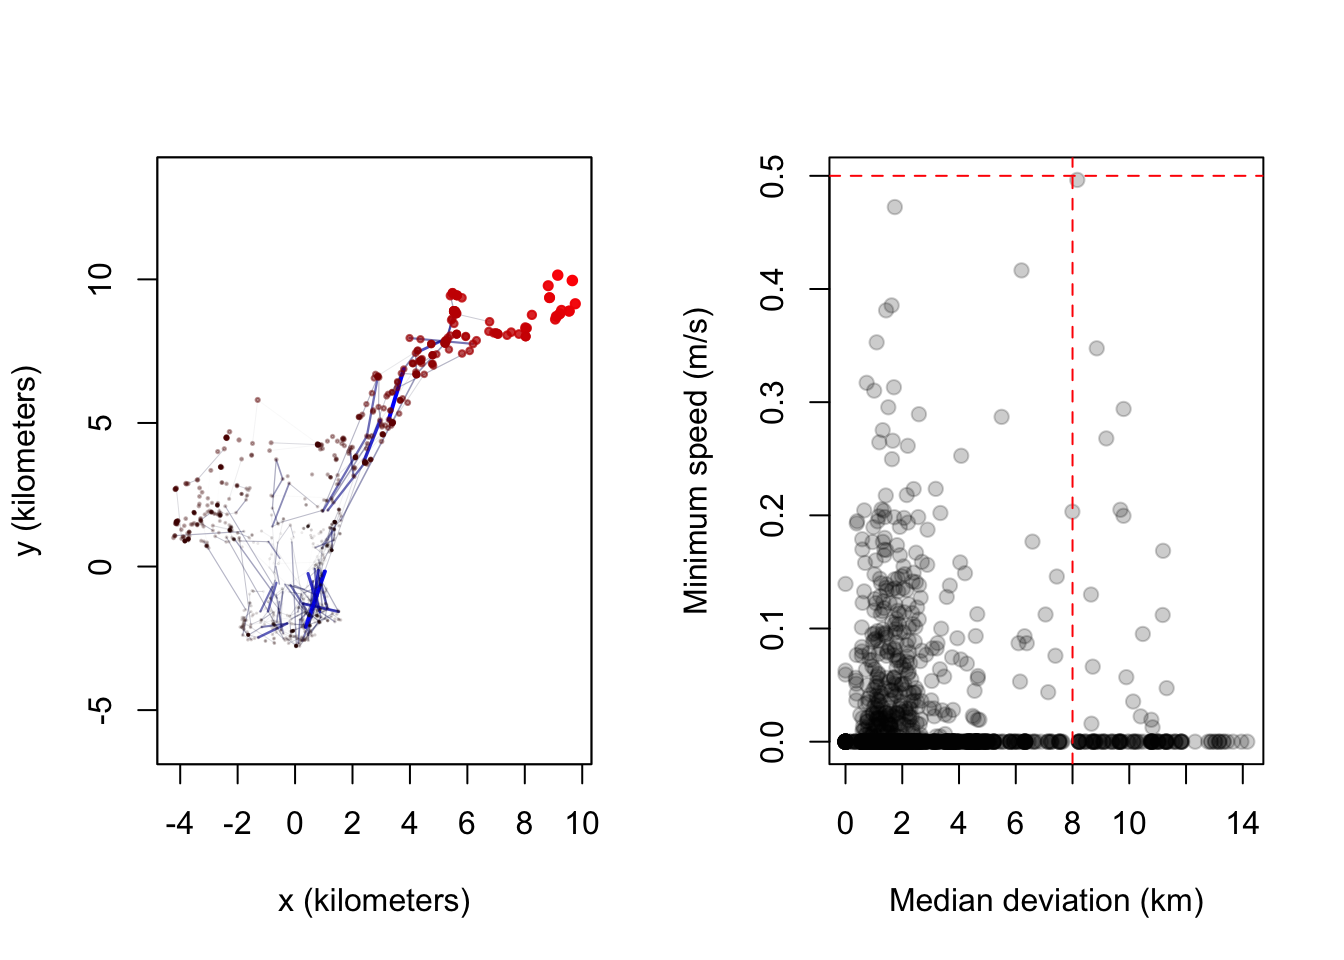 y (kilometers)
10
5
0
-5
-4 -2 0 2 4 6 8 10
x (kilometers)
Minimum speed (m/s)
0.5
0.4
0.3
0.2
0.1
0.0
0 2 4 6 8 10 14
Median deviation (km)